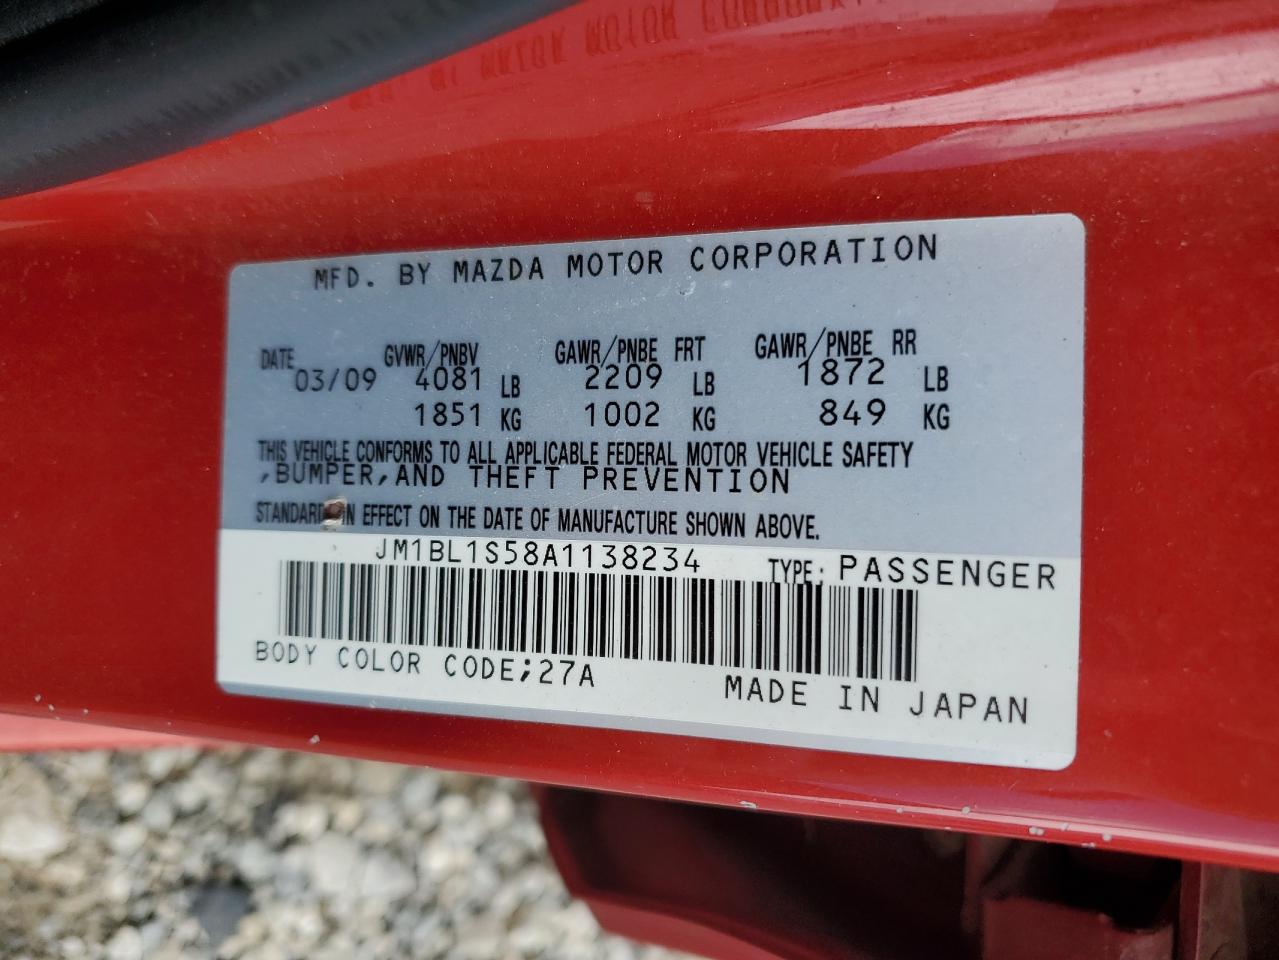 MFD. BY MAZDA MOTOR CORPORATION
DATE GVWR/PNBV GAWR/PNBE FRT GAWR/PNBE RR
03/09 4081 LB 2209 LB 1872 LB
1851 KG 1002 KG 849 KG
THIS VEHICLE CONFORMS TO ALL APPLICABLE FEDERAL MOTOR VEHICLE SAFETY
,BUMPER,AND THEFT PREVENTION
IN EFFECT ON THE DATE OF MANUFACTURE SHOWN ABOVE.
JM1BL1S58A1138234 TYPE: PASSENGER
BODY COLOR CODE;27A
MADE IN JAPAN